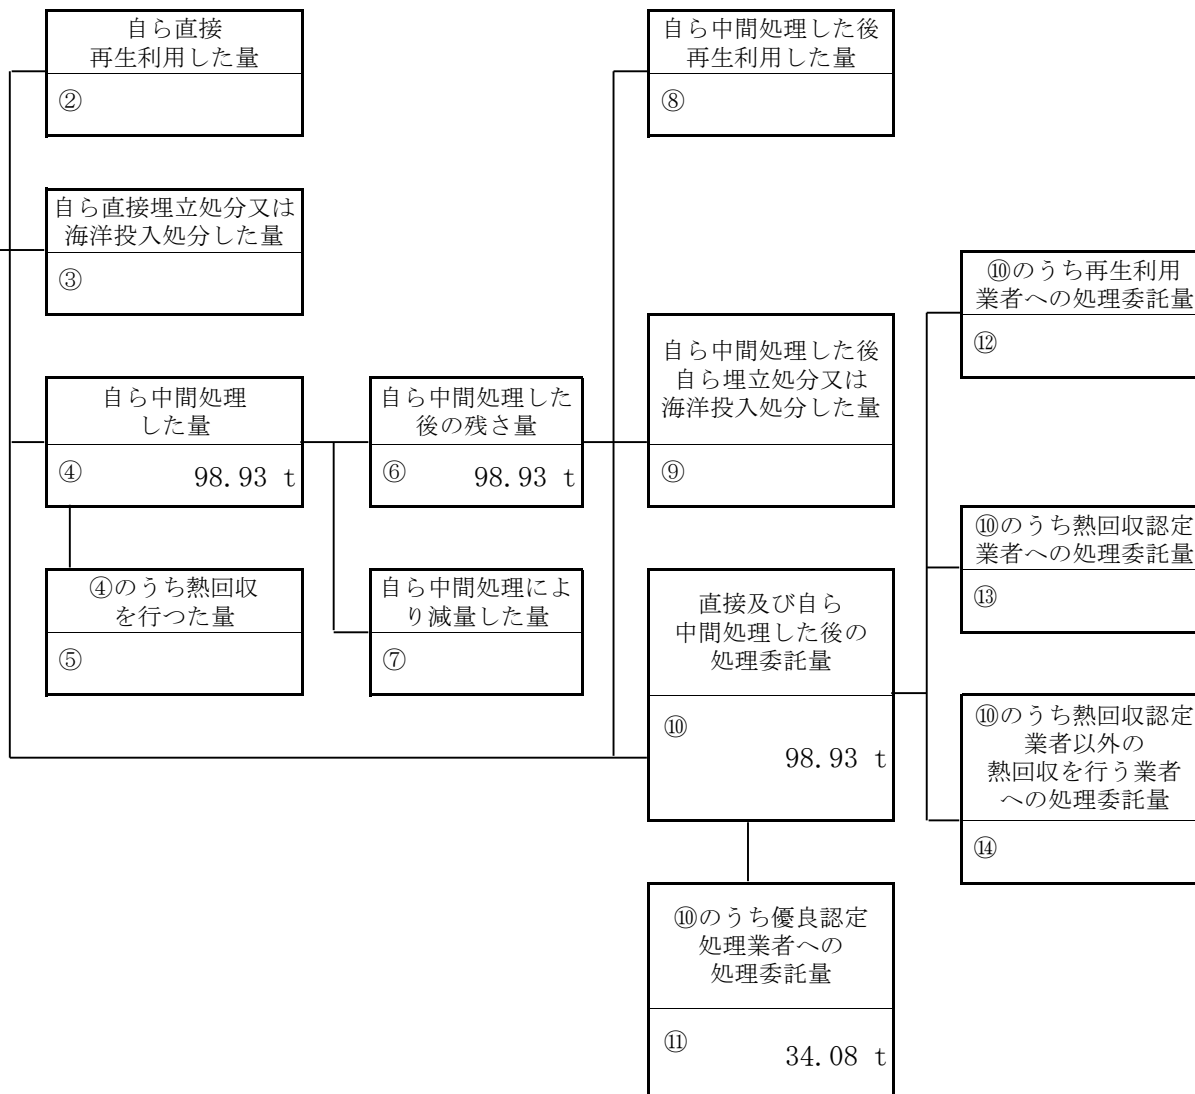 自ら直接
再生利用した量
②
自ら中間処理した後
再生利用した量
⑧
自ら直接埋立処分又は
海洋投入処分した量
③
⑩のうち再生利用
業者への処理委託量
⑫
自ら中間処理した後
自ら埋立処分又は
海洋投入処分した量
⑨
自ら中間処理
した量
④ 98.93 t
自ら中間処理した
後の残さ量
⑥ 98.93 t
⑩のうち熱回収認定
業者への処理委託量
⑬
④のうち熱回収
を行つた量
⑤
自ら中間処理によ
り減量した量
⑦
直接及び自ら
中間処理した後の
処理委託量
⑩
98.93 t
⑩のうち熱回収認定
業者以外の
熱回収を行う業者
への処理委託量
⑭
⑩のうち優良認定
処理業者への
処理委託量
⑪
34.08 t